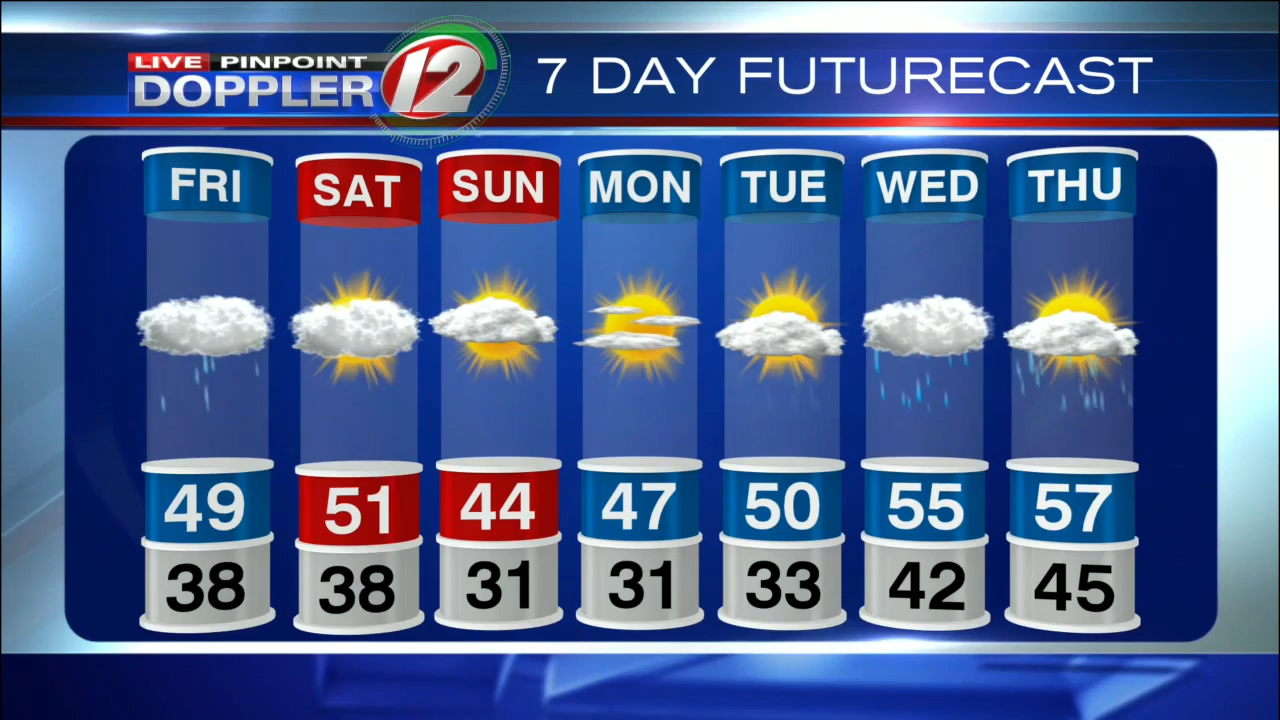 LIVE PINPOINT
DOPPLER 12
7 DAY FUTURECAST
FRI SAT SUN MON TUE WED THU
49 51 44 47 50 55 57
38 38 31 31 33 42 45